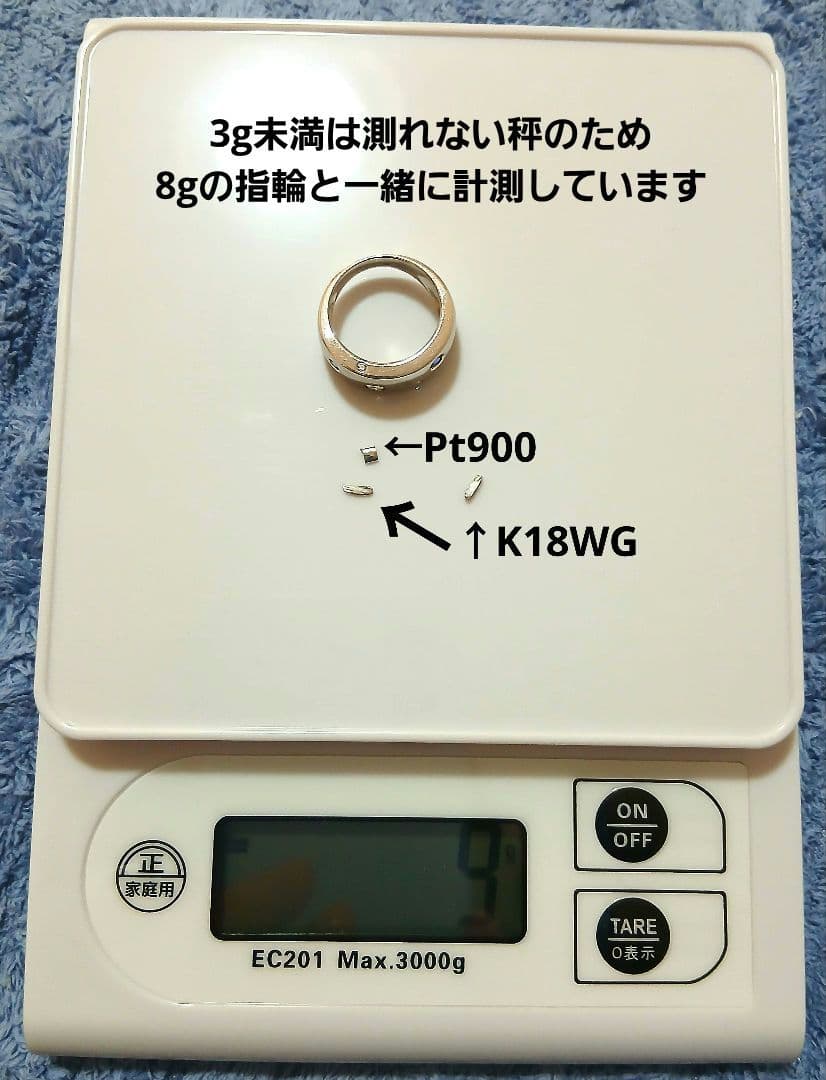 3g未満は測れない秤のため
8gの指輪と一緒に計測しています
←Pt900
↑K18WG
9g
ON
OFF
正
家庭用
TARE
0表示
EC201 Max.3000g